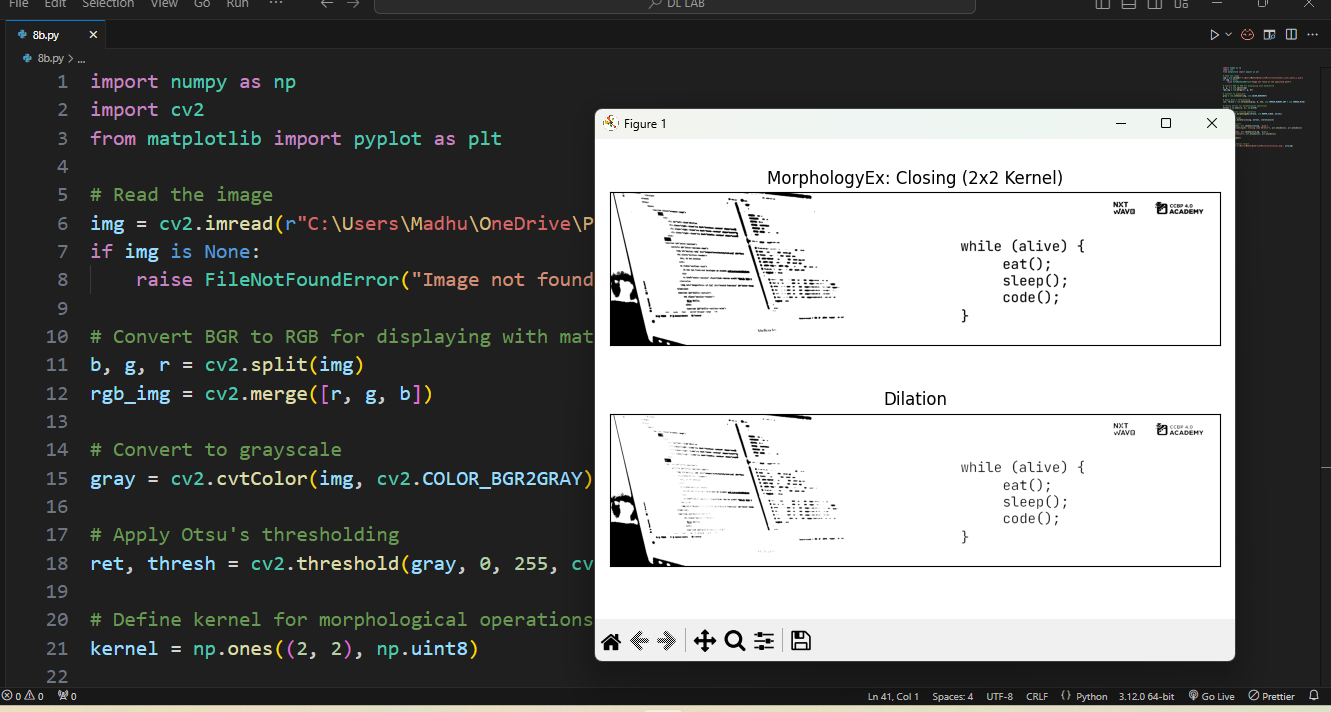 File Edit Selection View Go Run ··· DL LAB
8b.py
8b.py > ...
1 import numpy as np
2 import cv2
3 from matplotlib import pyplot as plt
4
5 # Read the image
6 img = cv2.imread(r"C:\Users\Madhu\OneDrive\P
7 if img is None:
8 raise FileNotFoundError("Image not found
9
10 # Convert BGR to RGB for displaying with mat
11 b, g, r = cv2.split(img)
12 rgb_img = cv2.merge([r, g, b])
13
14 # Convert to grayscale
15 gray = cv2.cvtColor(img, cv2.COLOR_BGR2GRAY)
16
17 # Apply Otsu's thresholding
18 ret, thresh = cv2.threshold(gray, 0, 255, cv
19
20 # Define kernel for morphological operations
21 kernel = np.ones((2, 2), np.uint8)
22
Figure 1
MorphologyEx: Closing (2x2 Kernel)
NXT
WAVE
CCBP 4.0
ACADEMY
while (alive) {
eat();
sleep();
code();
}
Dilation
NXT
WAVE
CCBP 4.0
ACADEMY
while (alive) {
eat();
sleep();
code();
}
0 0 0 Ln 41, Col 1 Spaces: 4 UTF-8 CRLF {} Python 3.12.0 64-bit Go Live Prettier